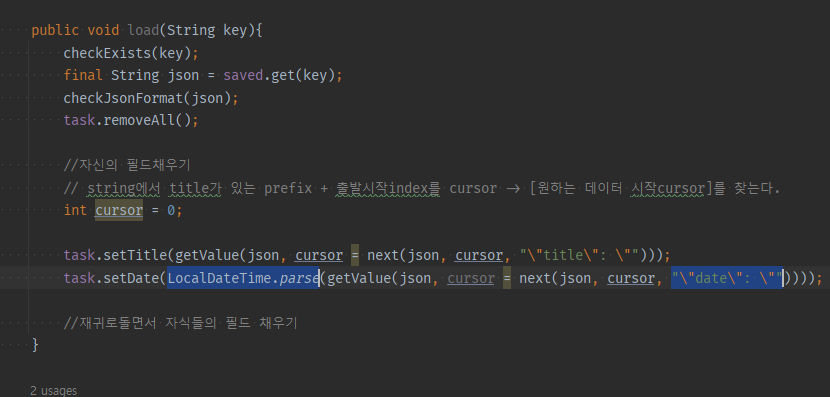 public void load(String key){
checkExists(key);
final String json = saved.get(key);
checkJsonFormat(json);
task.removeAll();
//자신의 필드채우기
// string에서 title가 있는 prefix + 출발시작index를 cursor -> [원하는 데이터 시작cursor]를 찾는다.
int cursor = 0;
task.setTitle(getValue(json, cursor = next(json, cursor, "\"title\": \"")));
task.setDate(LocalDateTime.parse(getValue(json, cursor = next(json, cursor, "\"date\": \""))));
//재귀로돌면서 자식들의 필드 채우기
}
2 usages